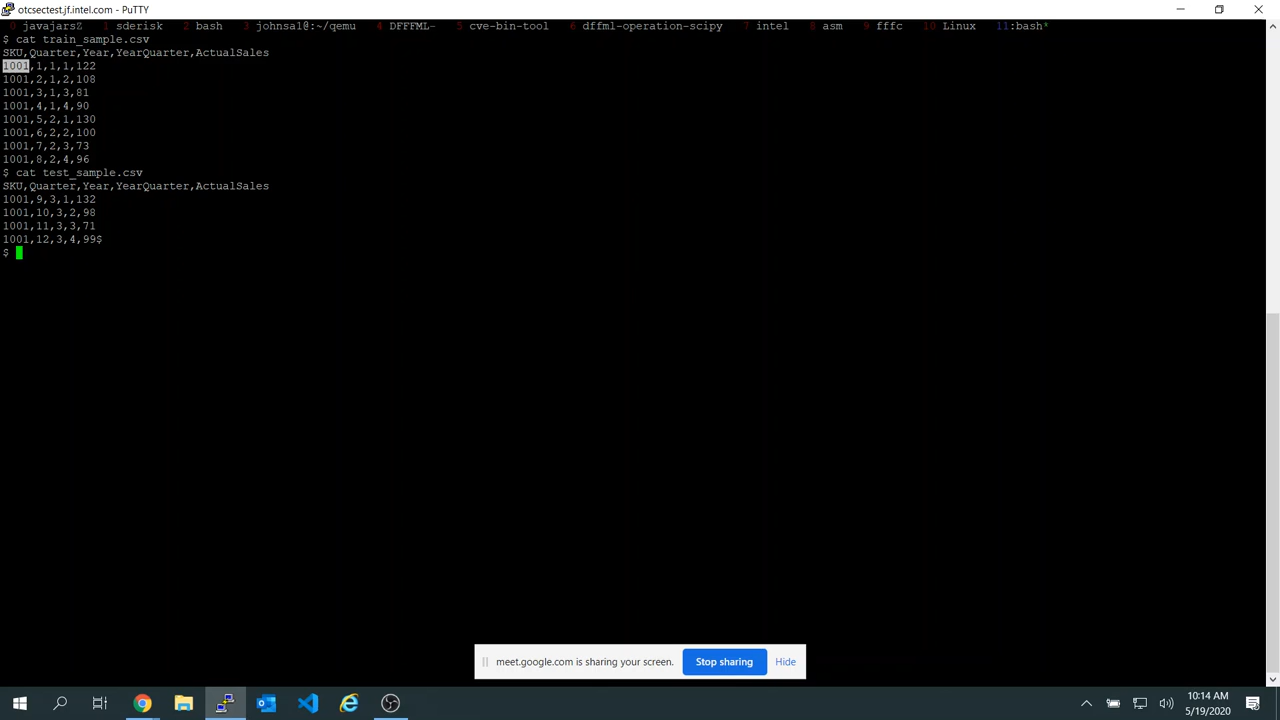 otcsectest.jf.intel.com - PuTTY
0 javajarsZ 1 sderisk 2 bash 3 johnsa1@:~/qemu 4 DFFFML- 5 cve-bin-tool 6 dffml-operation-scipy 7 intel 8 asm 9 fffc 10 Linux 11:bash*
$ cat train_sample.csv
SKU,Quarter,Year,YearQuarter,ActualSales
1001,1,1,1,122
1001,2,1,2,108
1001,3,1,3,81
1001,4,1,4,90
1001,5,2,1,130
1001,6,2,2,100
1001,7,2,3,73
1001,8,2,4,96
$ cat test_sample.csv
SKU,Quarter,Year,YearQuarter,ActualSales
1001,9,3,1,132
1001,10,3,2,98
1001,11,3,3,71
1001,12,3,4,99$
$
meet.google.com is sharing your screen. Stop sharing Hide
10:14 AM
5/19/2020